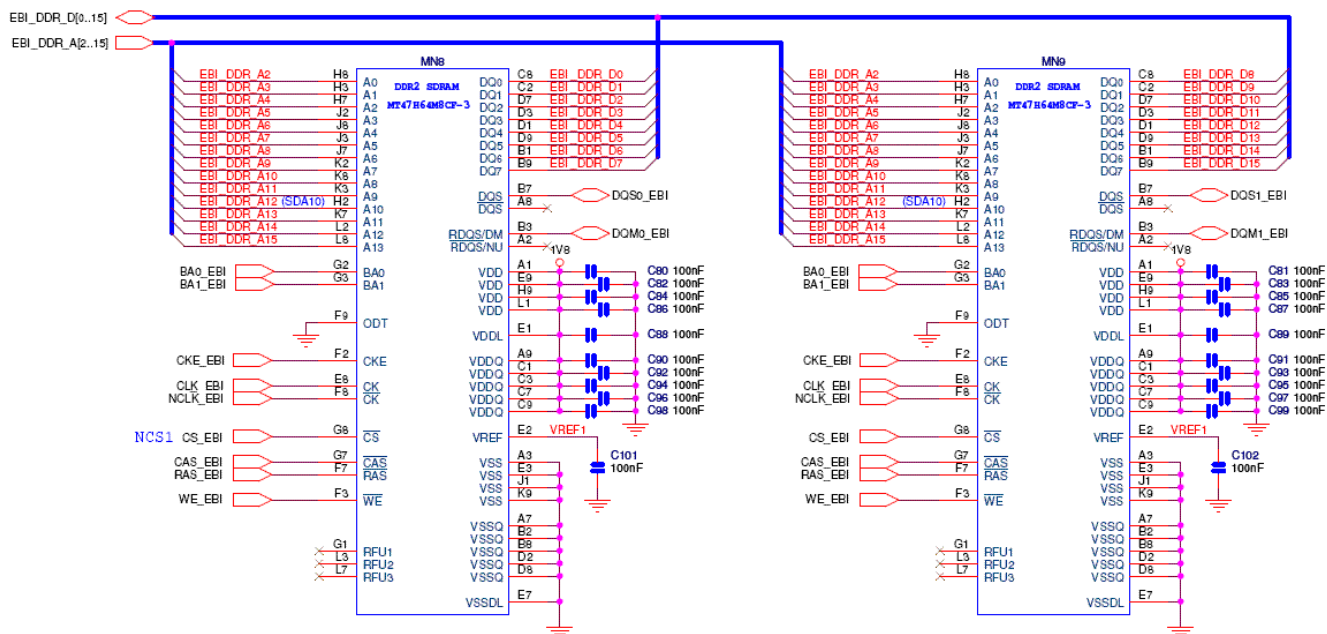 EBI_DDR_D[0..15]
EBI_DDR_A[2..15]
MN8
DDR2 SDRAM
MT47H64M8CF-3
EBI_DDR_A2 H8 A0
EBI_DDR_A3 H3 A1
EBI_DDR_A4 H7 A2
EBI_DDR_A5 J2 A3
EBI_DDR_A6 J8 A4
EBI_DDR_A7 J3 A5
EBI_DDR_A8 J7 A6
EBI_DDR_A9 K2 A7
EBI_DDR_A10 K8 A8
EBI_DDR_A11 K3 A9
EBI_DDR_A12 (SDA10) H2 A10
EBI_DDR_A13 K7 A11
EBI_DDR_A14 L2 A12
EBI_DDR_A15 L8 A13
BA0_EBI G2 BA0
BA1_EBI G3 BA1
F9 ODT
CKE_EBI F2 CKE
CLK_EBI E8 CK
NCLK_EBI F8 CK
NCS1 CS_EBI G8 CS
CAS_EBI G7 CAS
RAS_EBI F7 RAS
WE_EBI F3 WE
G1 RFU1
L3 RFU2
L7 RFU3
DQ0 C8 EBI_DDR_D0
DQ1 C2 EBI_DDR_D1
DQ2 D7 EBI_DDR_D2
DQ3 D3 EBI_DDR_D3
DQ4 D1 EBI_DDR_D4
DQ5 D9 EBI_DDR_D5
DQ6 B1 EBI_DDR_D6
DQ7 B9 EBI_DDR_D7
DQS B7 DQS0_EBI
DQS A8
RDQS/DM B3 DQM0_EBI
RDQS/NU A2
1V8
VDD A1 C80 100nF
VDD E9 C82 100nF
VDD H9 C84 100nF
VDD L1 C86 100nF
VDDL E1 C88 100nF
VDDQ A9 C90 100nF
VDDQ C1 C92 100nF
VDDQ C3 C94 100nF
VDDQ C7 C96 100nF
VDDQ C9 C98 100nF
VREF E2 VREF1
C101
100nF
VSS A3
VSS E3
VSS J1
VSS K9
VSSQ A7
VSSQ B2
VSSQ B8
VSSQ D2
VSSQ D8
VSSDL E7
MN9
DDR2 SDRAM
MT47H64M8CF-3
EBI_DDR_A2 H8 A0
EBI_DDR_A3 H3 A1
EBI_DDR_A4 H7 A2
EBI_DDR_A5 J2 A3
EBI_DDR_A6 J8 A4
EBI_DDR_A7 J3 A5
EBI_DDR_A8 J7 A6
EBI_DDR_A9 K2 A7
EBI_DDR_A10 K8 A8
EBI_DDR_A11 K3 A9
EBI_DDR_A12 (SDA10) H2 A10
EBI_DDR_A13 K7 A11
EBI_DDR_A14 L2 A12
EBI_DDR_A15 L8 A13
BA0_EBI G2 BA0
BA1_EBI G3 BA1
F9 ODT
CKE_EBI F2 CKE
CLK_EBI E8 CK
NCLK_EBI F8 CK
CS_EBI G8 CS
CAS_EBI G7 CAS
RAS_EBI F7 RAS
WE_EBI F3 WE
G1 RFU1
L3 RFU2
L7 RFU3
DQ0 C8 EBI_DDR_D8
DQ1 C2 EBI_DDR_D9
DQ2 D7 EBI_DDR_D10
DQ3 D3 EBI_DDR_D11
DQ4 D1 EBI_DDR_D12
DQ5 D9 EBI_DDR_D13
DQ6 B1 EBI_DDR_D14
DQ7 B9 EBI_DDR_D15
DQS B7 DQS1_EBI
DQS A8
RDQS/DM B3 DQM1_EBI
RDQS/NU A2
1V8
VDD A1 C81 100nF
VDD E9 C83 100nF
VDD H9 C85 100nF
VDD L1 C87 100nF
VDDL E1 C89 100nF
VDDQ A9 C91 100nF
VDDQ C1 C93 100nF
VDDQ C3 C95 100nF
VDDQ C7 C97 100nF
VDDQ C9 C99 100nF
VREF E2 VREF1
C102
100nF
VSS A3
VSS E3
VSS J1
VSS K9
VSSQ A7
VSSQ B2
VSSQ B8
VSSQ D2
VSSQ D8
VSSDL E7